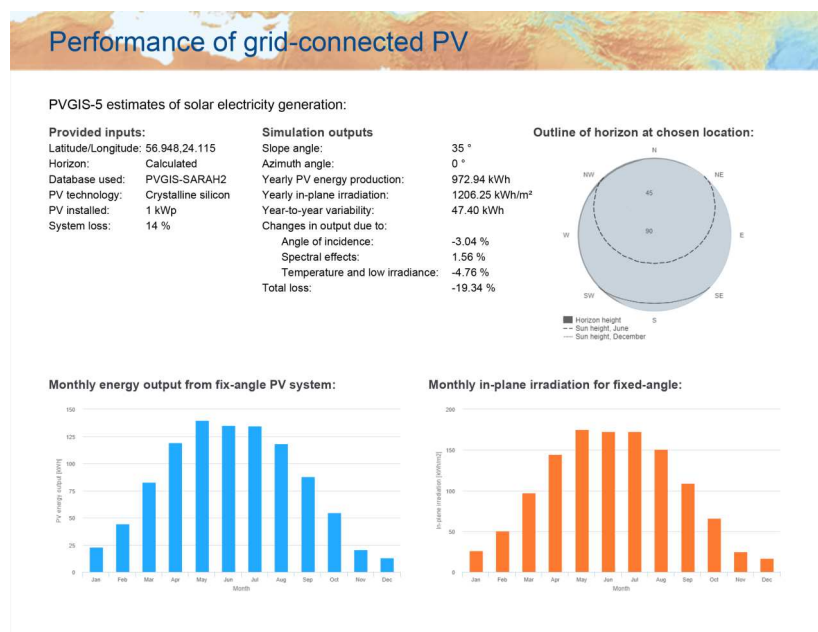 Performance of grid-connected PV
PVGIS-5 estimates of solar electricity generation:
Provided inputs:
Latitude/Longitude: 56.948,24.115
Horizon: Calculated
Database used: PVGIS-SARAH2
PV technology: Crystalline silicon
PV installed: 1 kWp
System loss: 14 %
Simulation outputs
Slope angle: 35 °
Azimuth angle: 0 °
Yearly PV energy production: 972.94 kWh
Yearly in-plane irradiation: 1206.25 kWh/m²
Year-to-year variability: 47.40 kWh
Changes in output due to:
Angle of incidence: -3.04 %
Spectral effects: 1.56 %
Temperature and low irradiance: -4.76 %
Total loss: -19.34 %
Outline of horizon at chosen location:
N
NW NE
45
90
W E
SW SE
S
Horizon height
Sun height, June
Sun height, December
Monthly energy output from fix-angle PV system:
150
125
100
75
50
25
0
PV energy output [kWh]
Jan Feb Mar Apr May Jun Jul Aug Sep Oct Nov Dec
Month
Monthly in-plane irradiation for fixed-angle:
200
150
100
50
0
In-plane irradiation [kWh/m2]
Jan Feb Mar Apr May Jun Jul Aug Sep Oct Nov Dec
Month